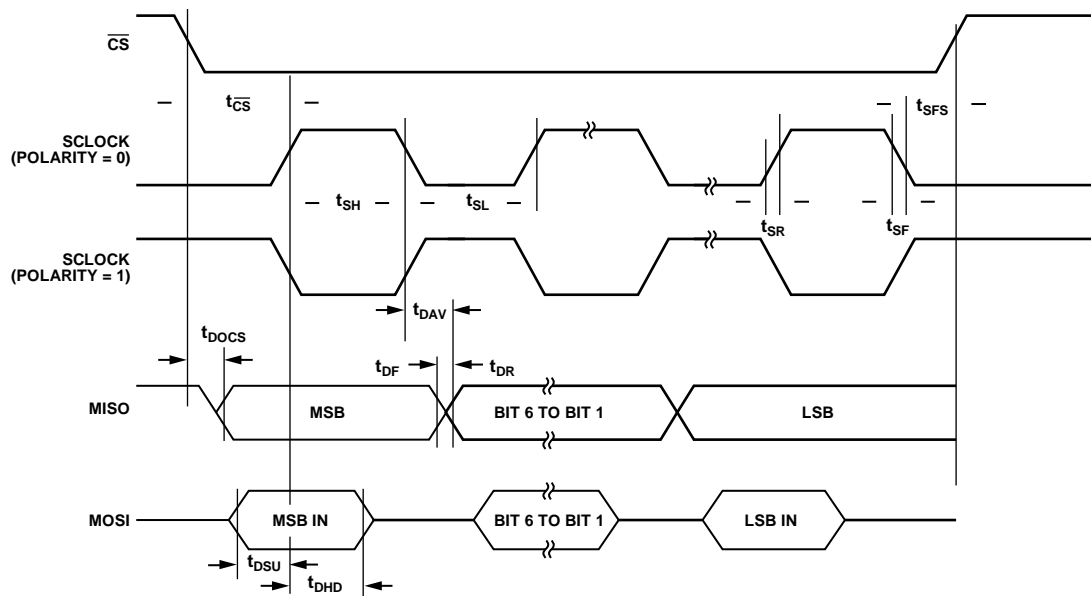 CS
tCS
tSFS
SCLOCK
(POLARITY = 0)
tSH
tSL
tSR
tSF
SCLOCK
(POLARITY = 1)
tDAV
tDOCS
tDF
tDR
MISO
MSB
BIT 6 TO BIT 1
LSB
MOSI
MSB IN
BIT 6 TO BIT 1
LSB IN
tDSU
tDHD